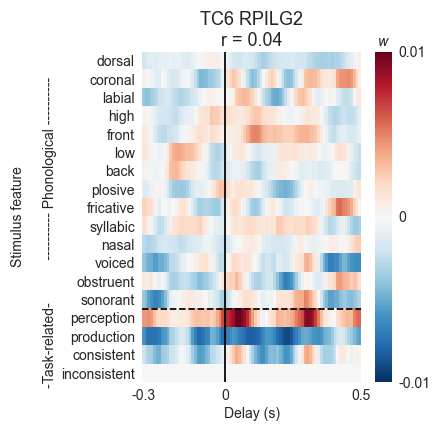 TC6 RPILG2
r = 0.04
w
dorsal
coronal
labial
high
front
low
back
plosive
fricative
syllabic
nasal
voiced
obstruent
sonorant
perception
production
consistent
inconsistent
Stimulus feature
-Task-related- ---------- Phonological ----------
0.01
0
-0.01
-0.3 0 0.5
Delay (s)